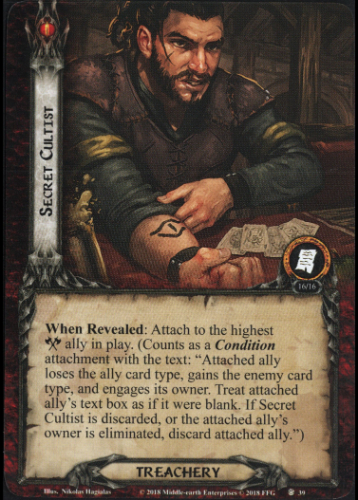 SECRET CULTIST
16/16
When Revealed: Attach to the highest
ally in play. (Counts as a Condition
attachment with the text: “Attached ally
loses the ally card type, gains the enemy card
type, and engages its owner. Treat attached
ally’s text box as if it were blank. If Secret
Cultist is discarded, or the attached ally’s
owner is eliminated, discard attached ally.”)
TREACHERY
Illus. Nikolas Hagialas © 2018 Middle-earth Enterprises © 2018 FFG 39